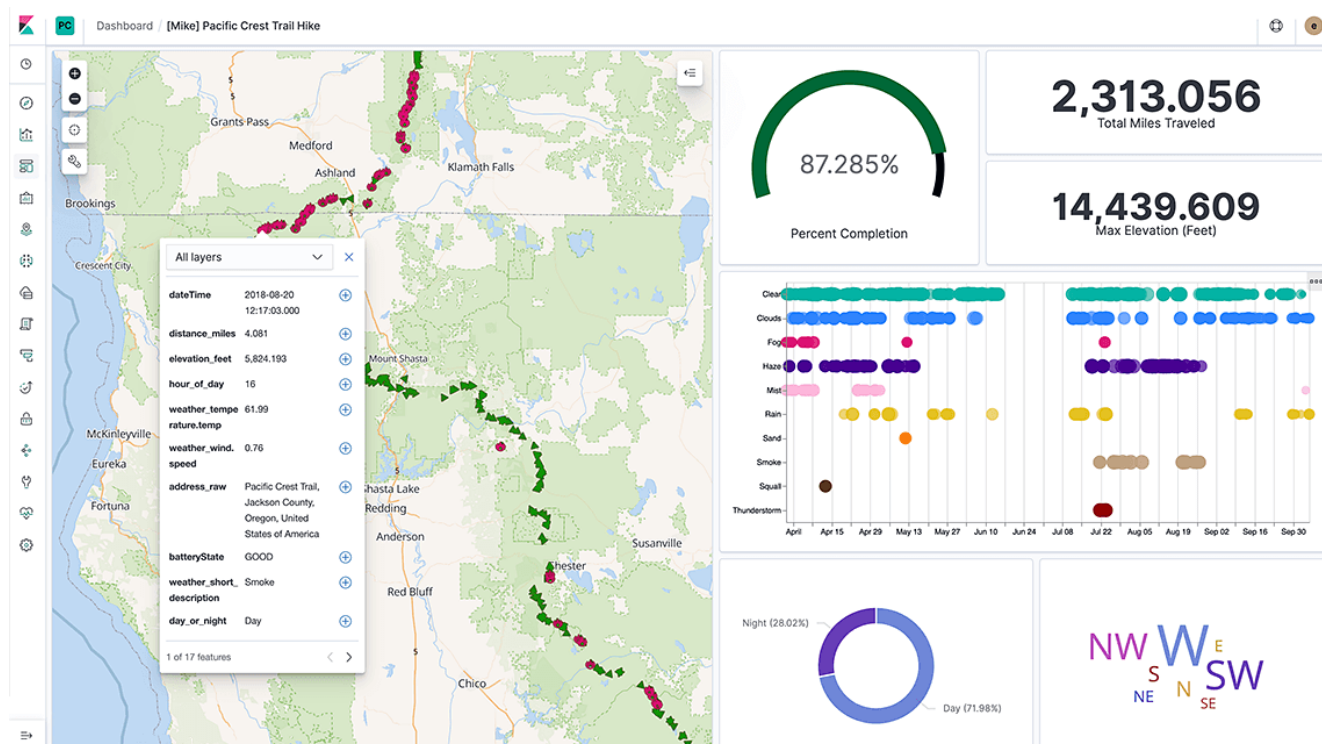 PC
Dashboard / [Mike] Pacific Crest Trail Hike
e
Grants Pass
Medford
Ashland
Klamath Falls
Brookings
Crescent City
5
5
5
Mount Shasta
McKinleyville
Eureka
Fortuna
5
Shasta Lake
Redding
Anderson
Susanville
Chester
Red Bluff
5
Chico
All layers
dateTime 2018-08-20
12:17:03.000
distance_miles 4.081
elevation_feet 5,824.193
hour_of_day 16
weather_tempe 61.99
rature.temp
weather_wind. 0.76
speed
address_raw Pacific Crest Trail,
Jackson County,
Oregon, United
States of America
batteryState GOOD
weather_short_ Smoke
description
day_or_night Day
1 of 17 features
87.285%
Percent Completion
2,313.056
Total Miles Traveled
14,439.609
Max Elevation (Feet)
Clear
Clouds
Fog
Haze
Mist
Rain
Sand
Smoke
Squall
Thunderstorm
April Apr 15 Apr 29 May 13 May 27 Jun 10 Jun 24 Jul 08 Jul 22 Aug 05 Aug 19 Sep 02 Sep 16 Sep 30
Night (28.02%)
Day (71.98%)
NW W E
S SW
NE N SE